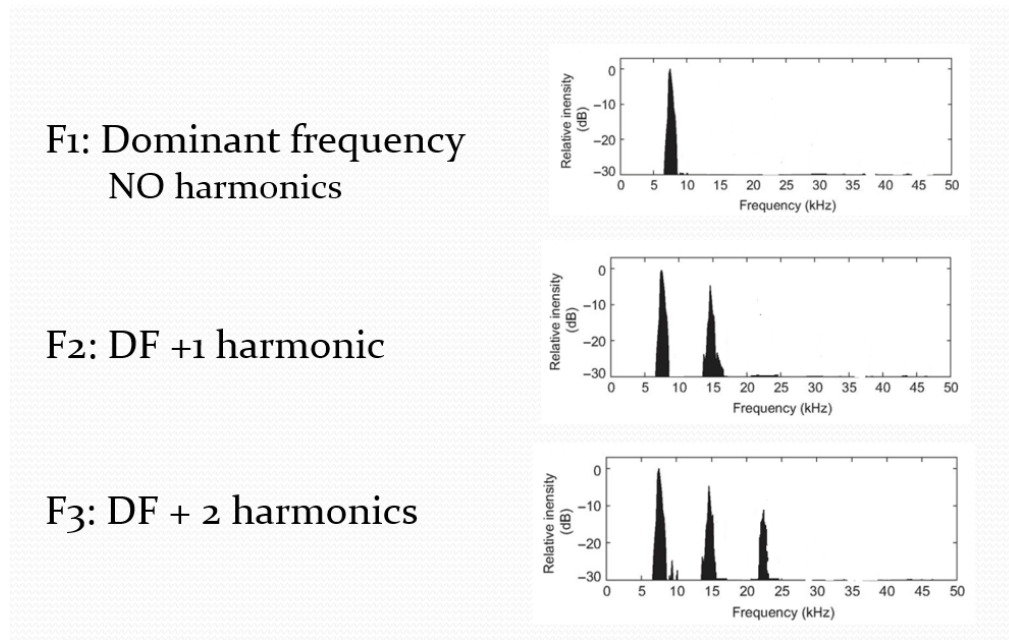 F1: Dominant frequency
NO harmonics
Relative inensity
(dB)
0
−10
−20
−30
0 5 10 15 20 25 30 35 40 45 50
Frequency (kHz)
F2: DF +1 harmonic
Relative inensity
(dB)
0
−10
−20
−30
0 5 10 15 20 25 30 35 40 45 50
Frequency (kHz)
F3: DF + 2 harmonics
Relative inensity
(dB)
0
−10
−20
−30
0 5 10 15 20 25 30 35 40 45 50
Frequency (kHz)